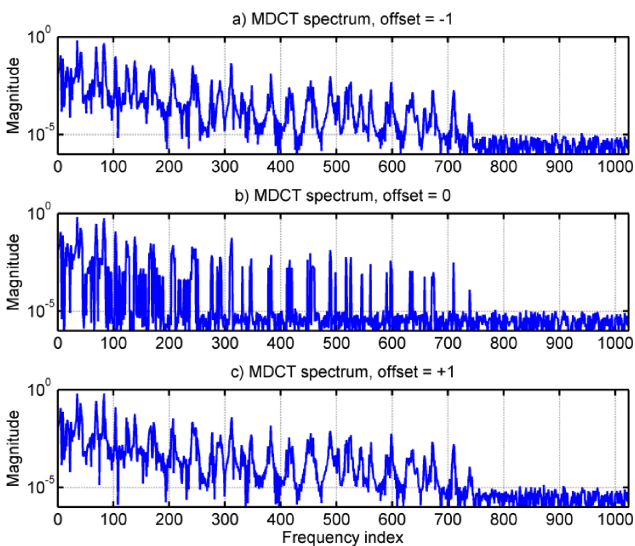 a) MDCT spectrum, offset = -1
Magnitude
10^0
10^-5
0 100 200 300 400 500 600 700 800 900 1000
b) MDCT spectrum, offset = 0
Magnitude
10^0
10^-5
0 100 200 300 400 500 600 700 800 900 1000
c) MDCT spectrum, offset = +1
Magnitude
10^0
10^-5
0 100 200 300 400 500 600 700 800 900 1000
Frequency index